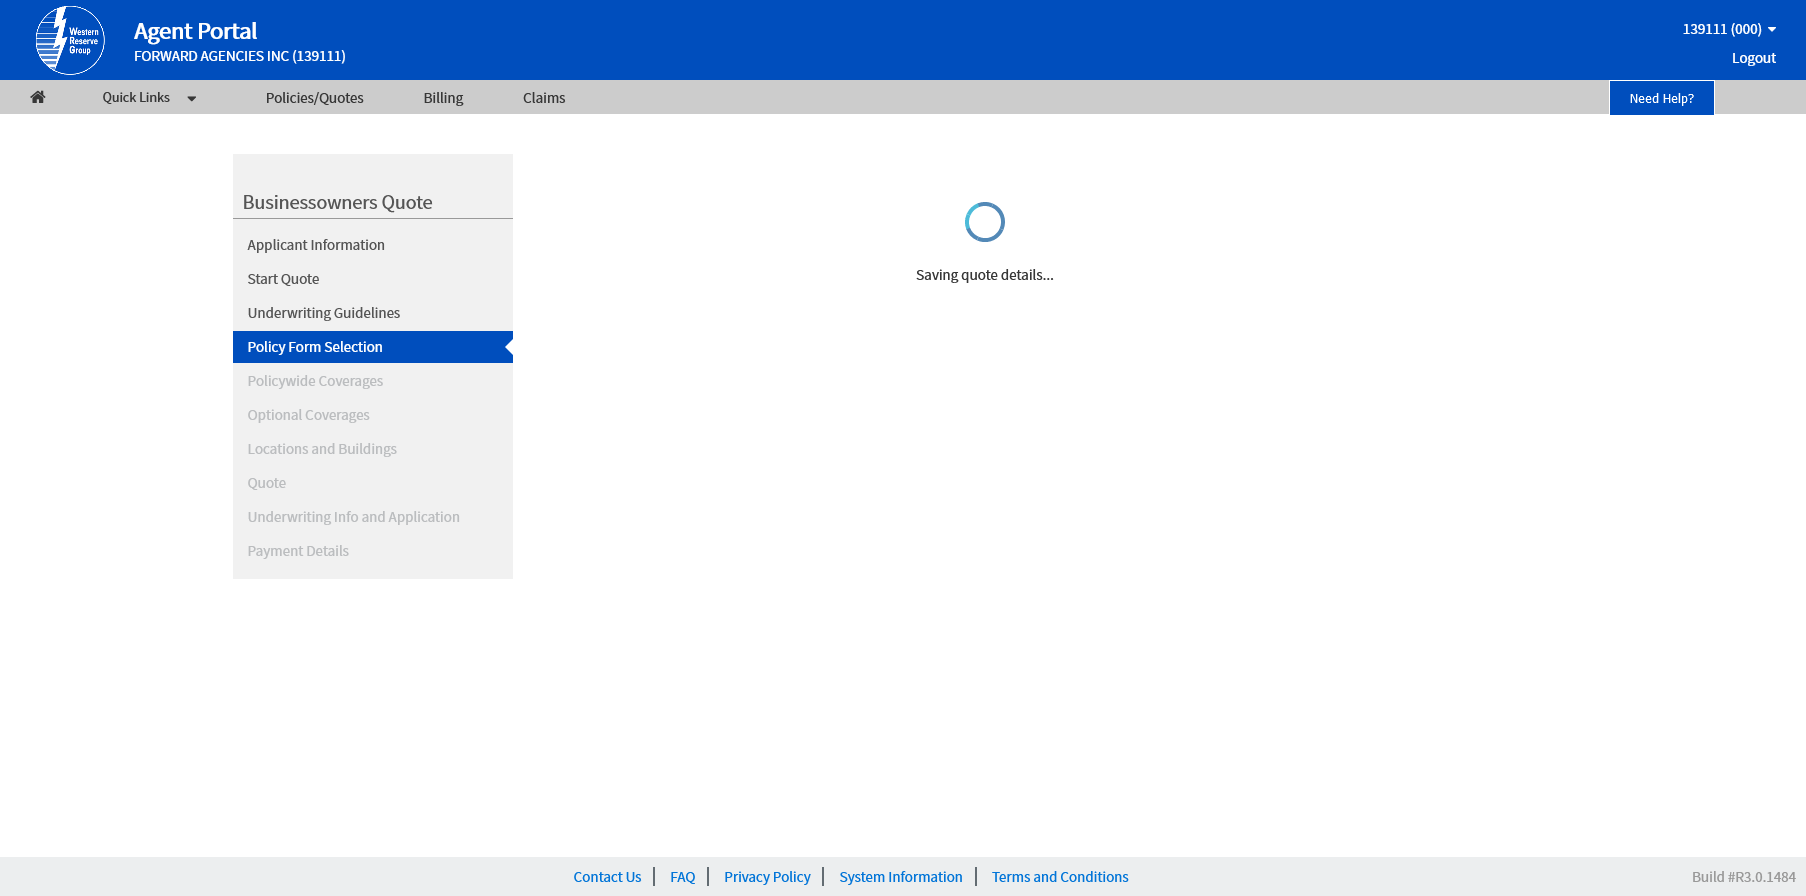 Western
Reserve
Group
Agent Portal
FORWARD AGENCIES INC (139111)
139111 (000)
Logout
Quick Links
Policies/Quotes
Billing
Claims
Need Help?
Businessowners Quote
Applicant Information
Start Quote
Underwriting Guidelines
Policy Form Selection
Policywide Coverages
Optional Coverages
Locations and Buildings
Quote
Underwriting Info and Application
Payment Details
Saving quote details...
Contact Us
FAQ
Privacy Policy
System Information
Terms and Conditions
Build #R3.0.1484